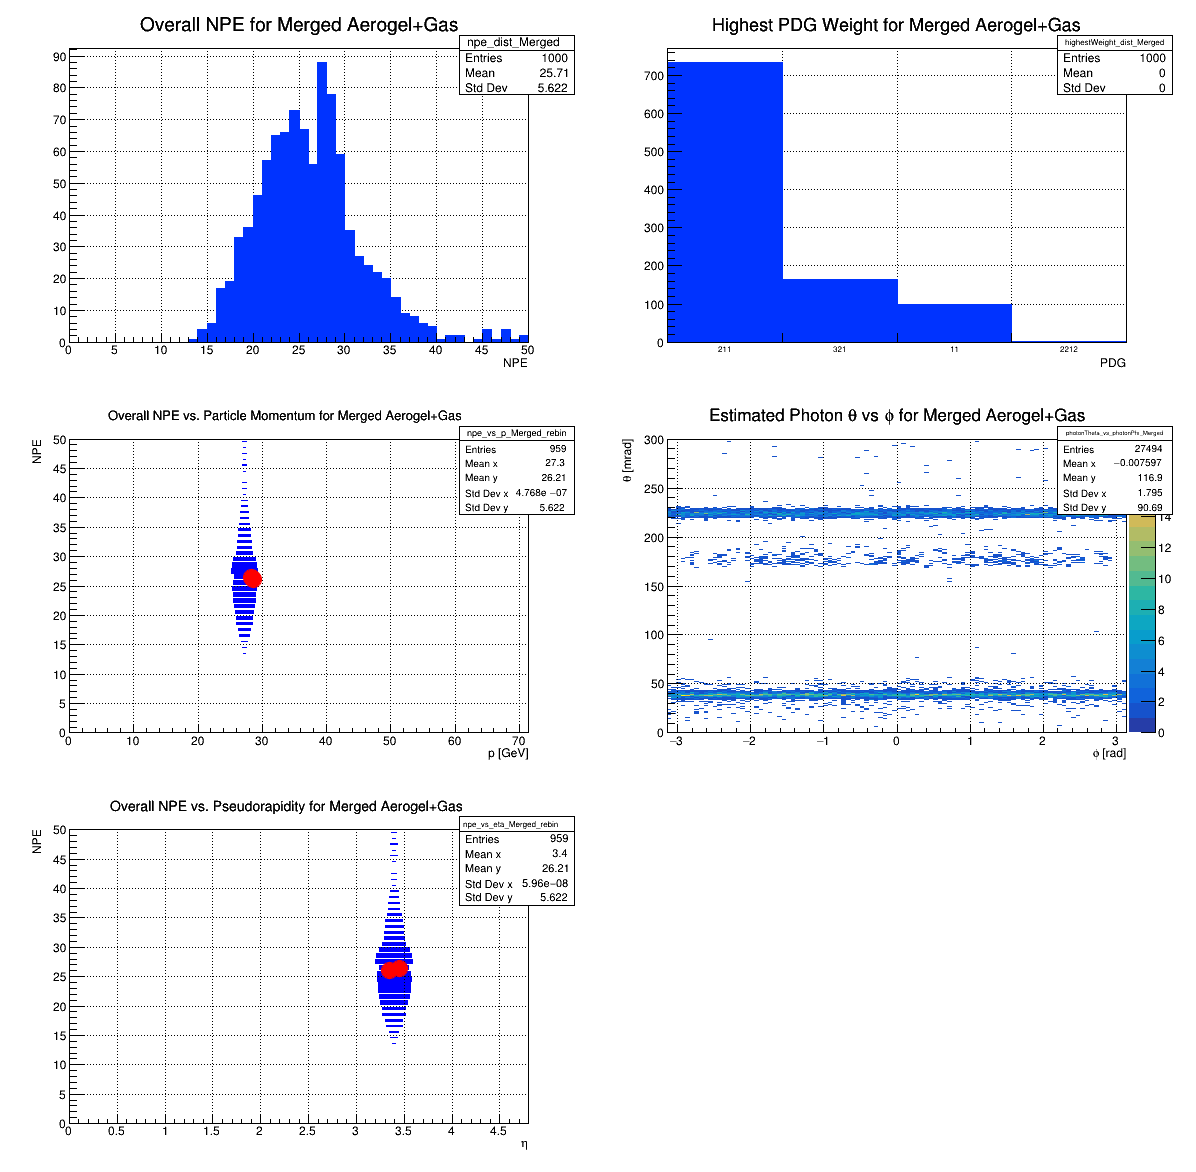 Overall NPE for Merged Aerogel+Gas
npe_dist_Merged
Entries 1000
Mean 25.71
Std Dev 5.622
90
80
70
60
50
40
30
20
10
0
0 5 10 15 20 25 30 35 40 45 50
NPE
Highest PDG Weight for Merged Aerogel+Gas
highestWeight_dist_Merged
Entries 1000
Mean 0
Std Dev 0
700
600
500
400
300
200
100
0
211 321 11 2212
PDG
Overall NPE vs. Particle Momentum for Merged Aerogel+Gas
npe_vs_p_Merged_rebin
Entries 959
Mean x 27.3
Mean y 26.21
Std Dev x 4.768e −07
Std Dev y 5.622
NPE
50
45
40
35
30
25
20
15
10
5
0
0 10 20 30 40 50 60 70
p [GeV]
Estimated Photon θ vs ϕ for Merged Aerogel+Gas
photonTheta_vs_photonPhi_Merged
Entries 27494
Mean x −0.007597
Mean y 116.9
Std Dev x 1.795
Std Dev y 90.69
θ [mrad]
300
250
200
150
100
50
0
−3 −2 −1 0 1 2 3
ϕ [rad]
14
12
10
8
6
4
2
0
Overall NPE vs. Pseudorapidity for Merged Aerogel+Gas
npe_vs_eta_Merged_rebin
Entries 959
Mean x 3.4
Mean y 26.21
Std Dev x 5.96e−08
Std Dev y 5.622
NPE
50
45
40
35
30
25
20
15
10
5
0
0 0.5 1 1.5 2 2.5 3 3.5 4 4.5
η